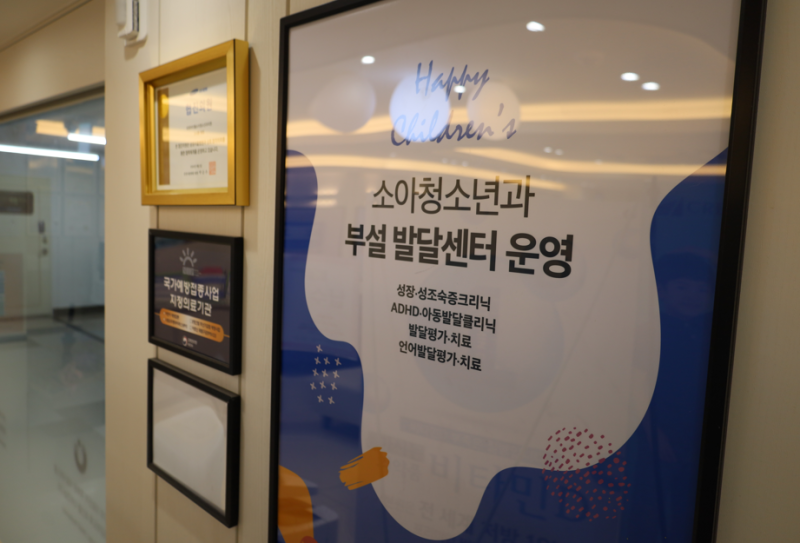 Happy
Children's
소아청소년과
부설 발달센터 운영
성장·성조숙증크리닉
ADHD·아동발달클리닉
발달평가·치료
언어발달평가·치료
국가예방접종사업
지정의료기관